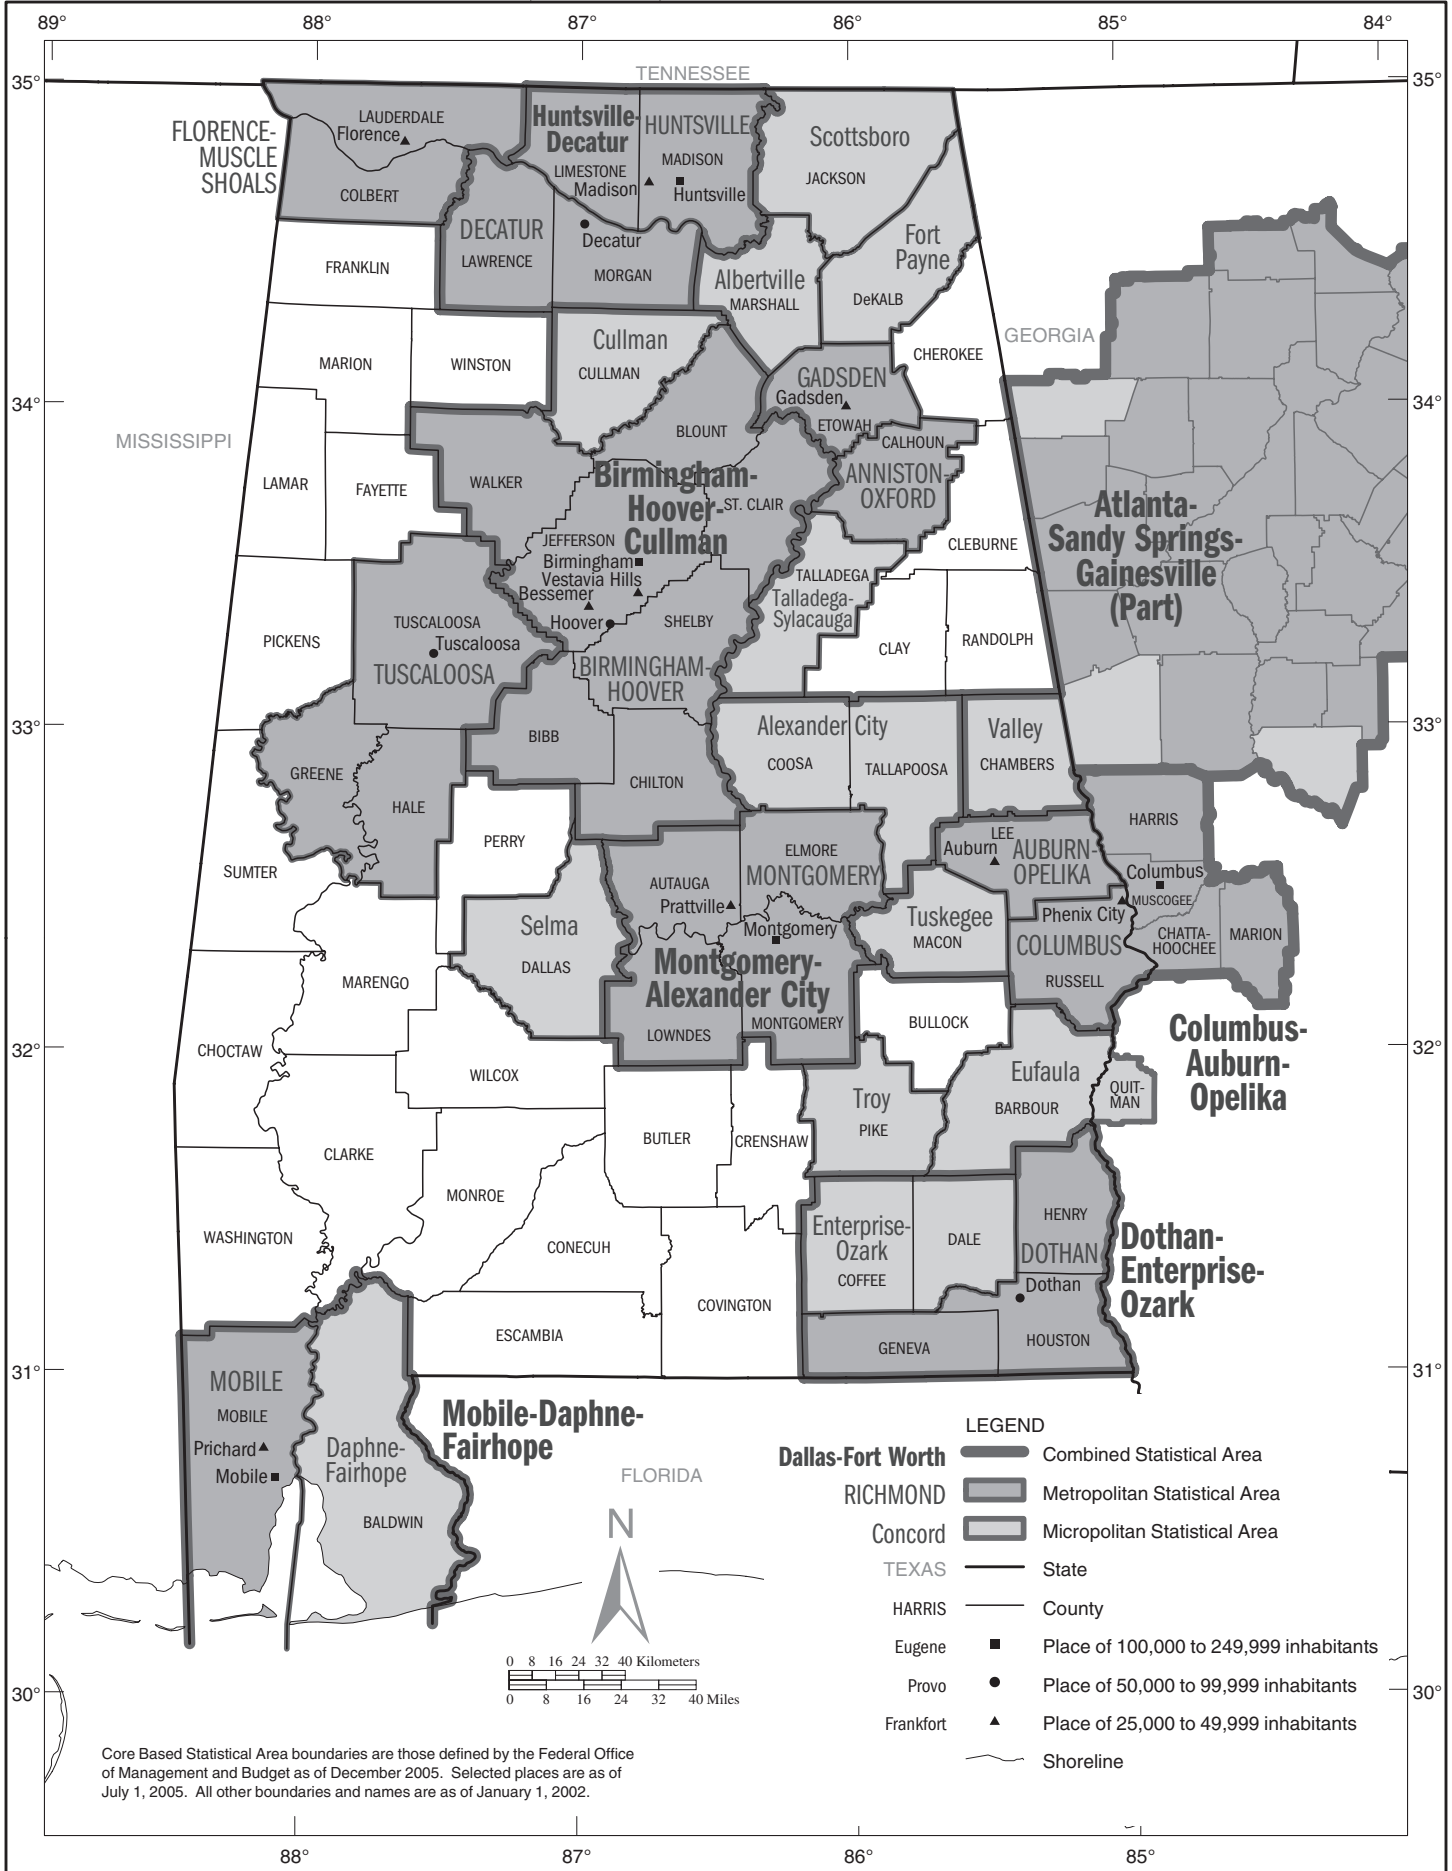 89°
88°
87°
86°
85°
84°
35°
35°
TENNESSEE
FLORENCE-
MUSCLE
SHOALS
LAUDERDALE
Florence
COLBERT
Huntsville-
Decatur
HUNTSVILLE
LIMESTONE
MADISON
Madison
Huntsville
Scottsboro
JACKSON
DECATUR
LAWRENCE
Decatur
MORGAN
Albertville
MARSHALL
Fort
Payne
DeKALB
FRANKLIN
MARION
WINSTON
Cullman
CULLMAN
CHEROKEE
GEORGIA
GADSDEN
Gadsden
ETOWAH
34°
34°
MISSISSIPPI
BLOUNT
CALHOUN
ANNISTON-
OXFORD
LAMAR
FAYETTE
WALKER
Birmingham-
Hoover-
Cullman
ST. CLAIR
JEFFERSON
Birmingham
Vestavia Hills
Bessemer
Hoover
SHELBY
BIRMINGHAM-
HOOVER
CLEBURNE
TALLADEGA
Talladega-
Sylacauga
Atlanta-
Sandy Springs-
Gainesville
(Part)
PICKENS
TUSCALOOSA
Tuscaloosa
TUSCALOOSA
CLAY
RANDOLPH
33°
33°
BIBB
CHILTON
Alexander City
COOSA
TALLAPOOSA
Valley
CHAMBERS
GREENE
HALE
PERRY
SUMTER
HARRIS
LEE
Auburn
AUBURN-
OPELIKA
Columbus
MUSCOGEE
ELMORE
MONTGOMERY
AUTAUGA
Prattville
Montgomery
Montgomery-
Alexander City
LOWNDES
MONTGOMERY
Selma
DALLAS
Tuskegee
MACON
Phenix City
COLUMBUS
RUSSELL
CHATTA-
HOOCHEE
MARION
MARENGO
BULLOCK
Columbus-
Auburn-
Opelika
32°
32°
CHOCTAW
WILCOX
Eufaula
BARBOUR
QUIT-
MAN
Troy
PIKE
BUTLER
CRENSHAW
CLARKE
MONROE
WASHINGTON
CONECUH
Enterprise-
Ozark
COFFEE
DALE
HENRY
DOTHAN
Dothan
HOUSTON
Dothan-
Enterprise-
Ozark
COVINGTON
ESCAMBIA
GENEVA
31°
31°
MOBILE
MOBILE
Prichard
Mobile
Daphne-
Fairhope
BALDWIN
Mobile-Daphne-
Fairhope
FLORIDA
N
LEGEND
Dallas-Fort Worth Combined Statistical Area
RICHMOND Metropolitan Statistical Area
Concord Micropolitan Statistical Area
TEXAS State
HARRIS County
Eugene Place of 100,000 to 249,999 inhabitants
Provo Place of 50,000 to 99,999 inhabitants
Frankfort Place of 25,000 to 49,999 inhabitants
Shoreline
0 8 16 24 32 40 Kilometers
0 8 16 24 32 40 Miles
30°
30°
Core Based Statistical Area boundaries are those defined by the Federal Office
of Management and Budget as of December 2005. Selected places are as of
July 1, 2005. All other boundaries and names are as of January 1, 2002.
88°
87°
86°
85°